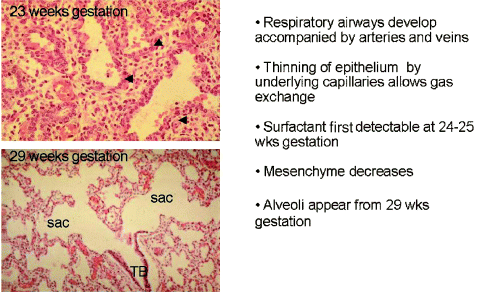 23 weeks gestation
29 weeks gestation
sac
sac
TB
• Respiratory airways develop
accompanied by arteries and veins
• Thinning of epithelium by
underlying capillaries allows gas
exchange
• Surfactant first detectable at 24-25
wks gestation
• Mesenchyme decreases
• Alveoli appear from 29 wks
gestation